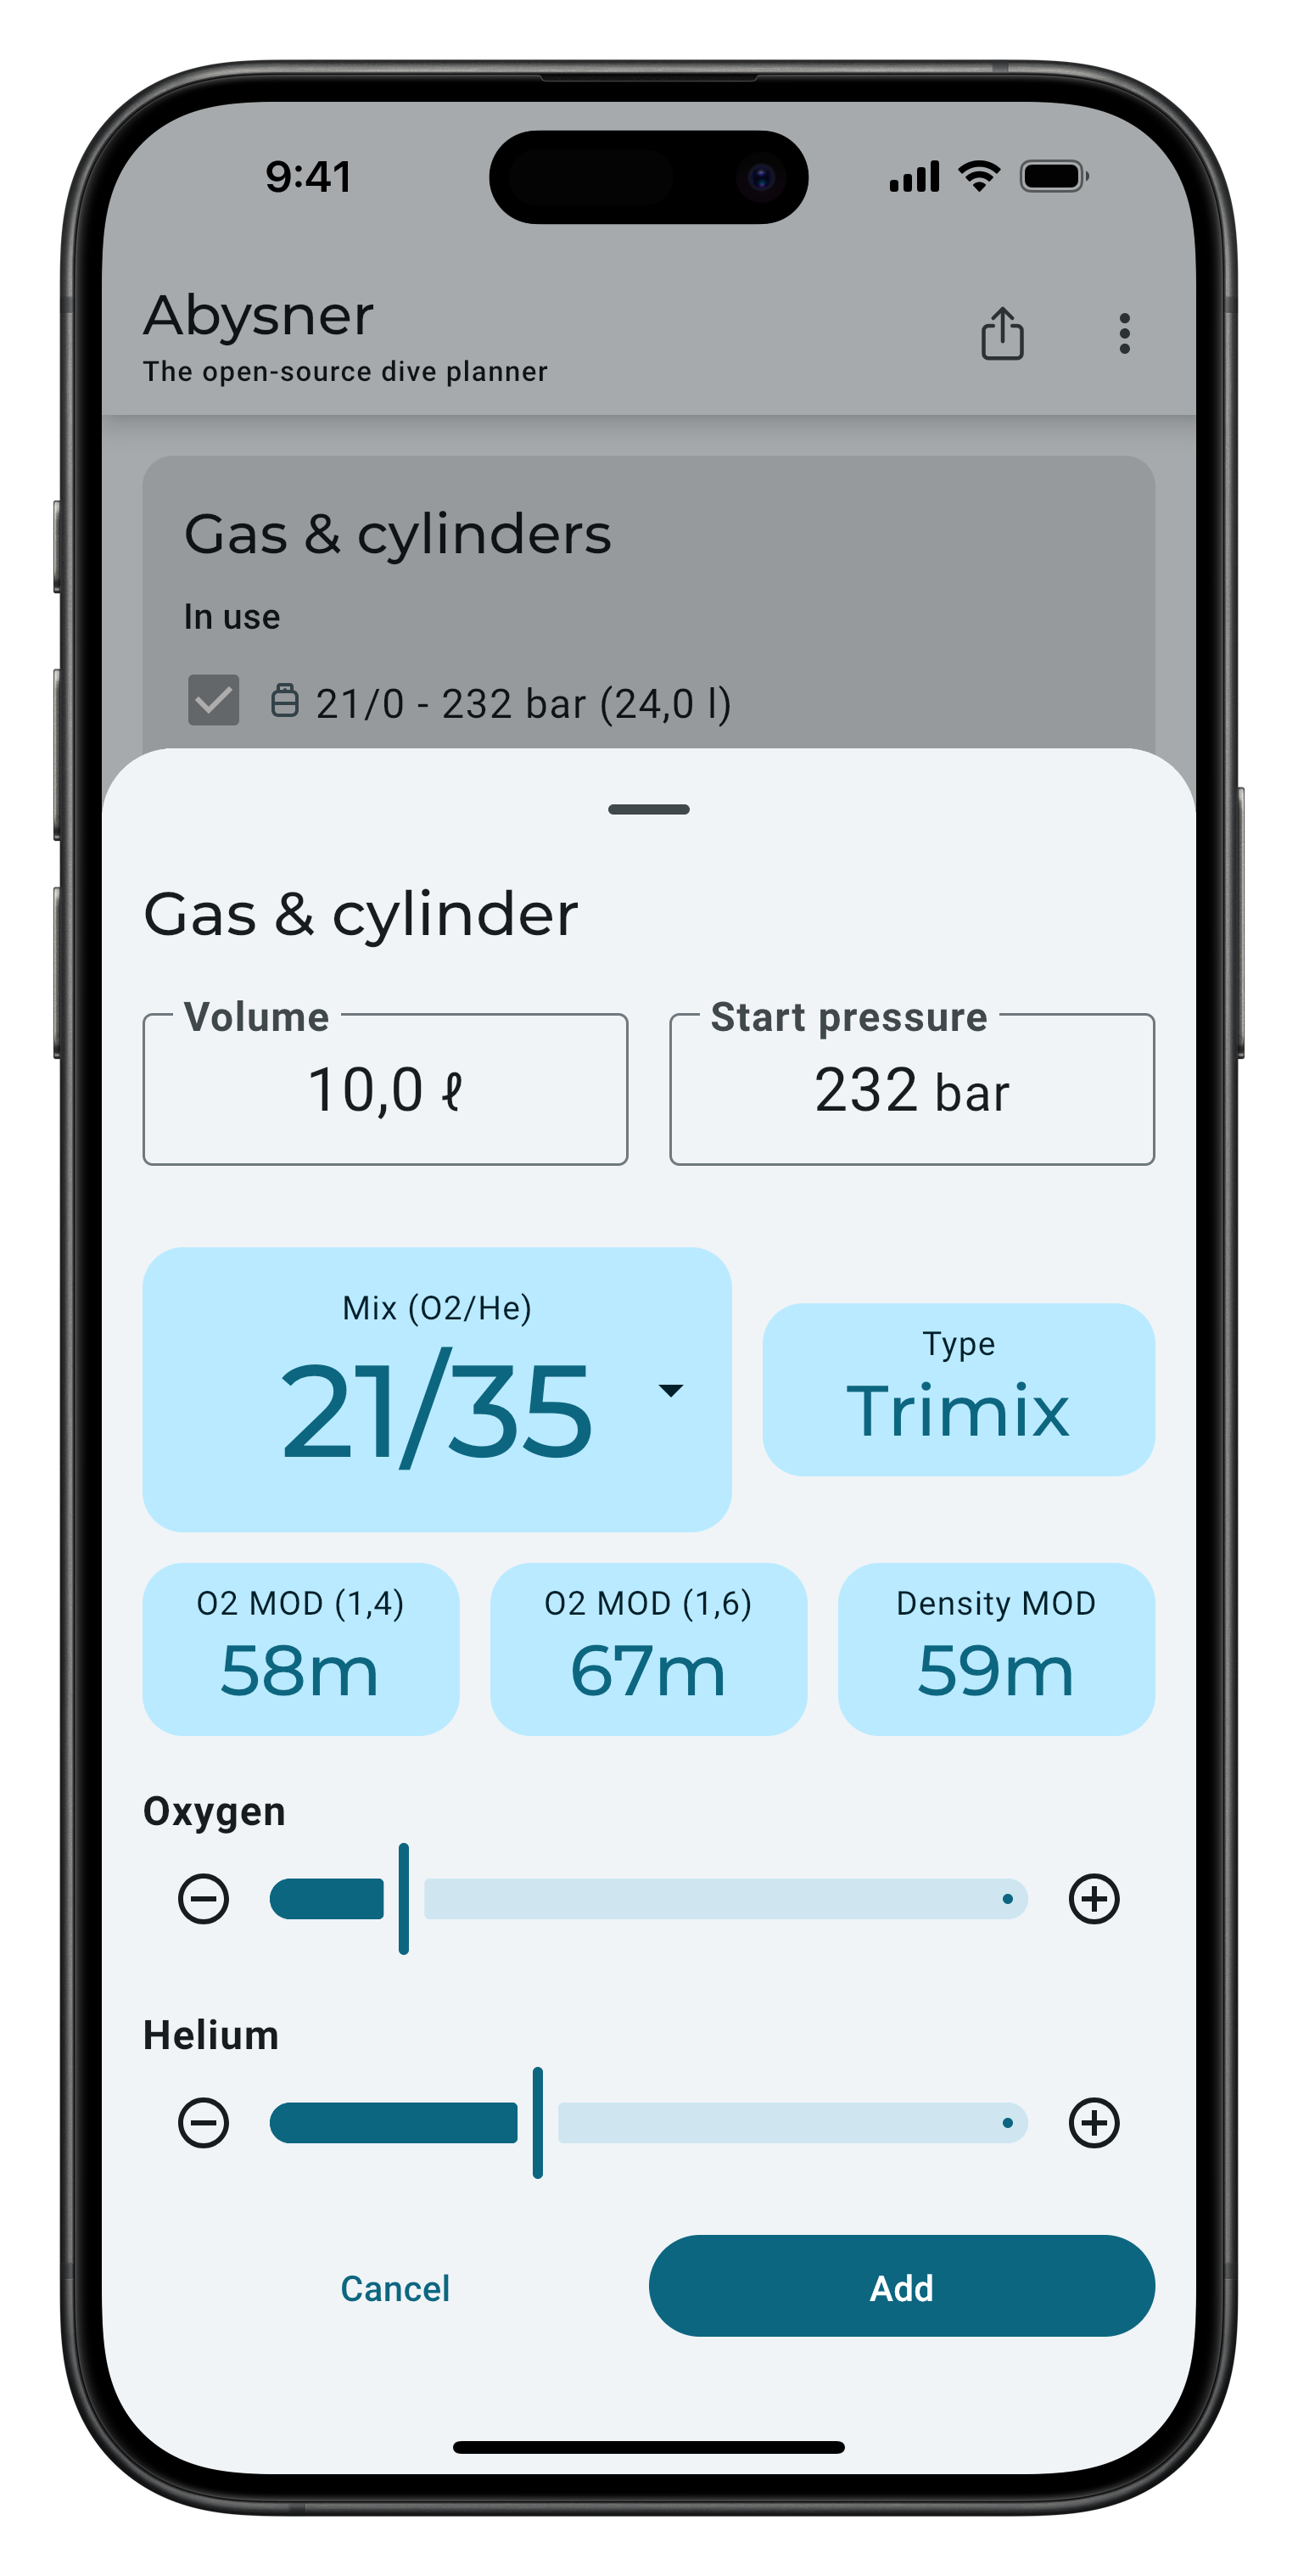 9:41
Abysner
The open-source dive planner
Gas & cylinders
In use
21/0 - 232 bar (24,0 l)
Gas & cylinder
Volume
10,0 ℓ
Start pressure
232 bar
Mix (O2/He)
21/35
Type
Trimix
O2 MOD (1,4)
58m
O2 MOD (1,6)
67m
Density MOD
59m
Oxygen
Helium
Cancel
Add